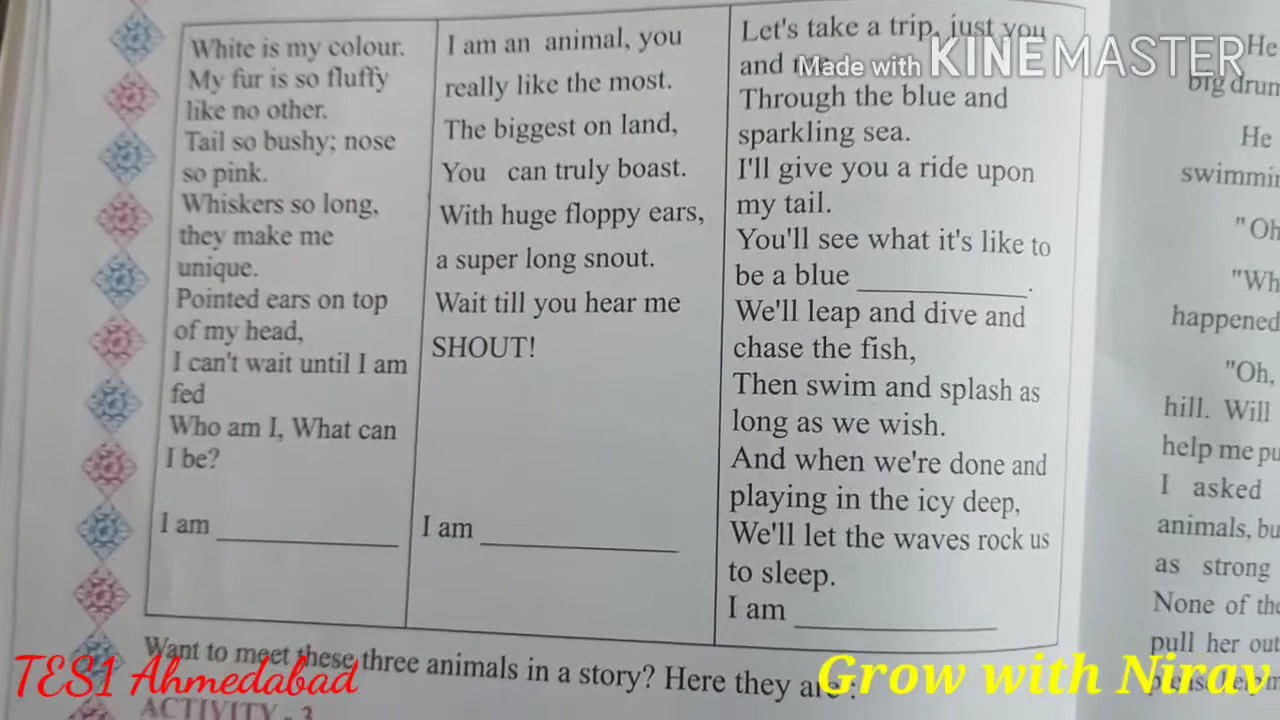 White is my colour.
My fur is so fluffy
like no other.
Tail so bushy; nose
so pink.
Whiskers so long,
they make me
unique.
Pointed ears on top
of my head,
I can't wait until I am
fed
Who am I, What can
I be?
I am
I am an animal, you
really like the most.
The biggest on land,
You can truly boast.
With huge floppy ears,
a super long snout.
Wait till you hear me
SHOUT!
I am
Let's take a trip, just you
and
Through the blue and
sparkling sea.
I'll give you a ride upon
my tail.
You'll see what it's like to
be a blue ____________.
We'll leap and dive and
chase the fish,
Then swim and splash as
long as we wish.
And when we're done and
playing in the icy deep,
We'll let the waves rock us
to sleep.
I am
Made with KINEMASTER
Want to meet these three animals in a story? Here they are :
ACTIVITY - 3
He
big drum
He
"Oh
"Wh
happened
"Oh,
hill. Will
help me
I asked
animals,
as strong
None of
pull her out
TES1 Ahmedabad
Grow with Nirav